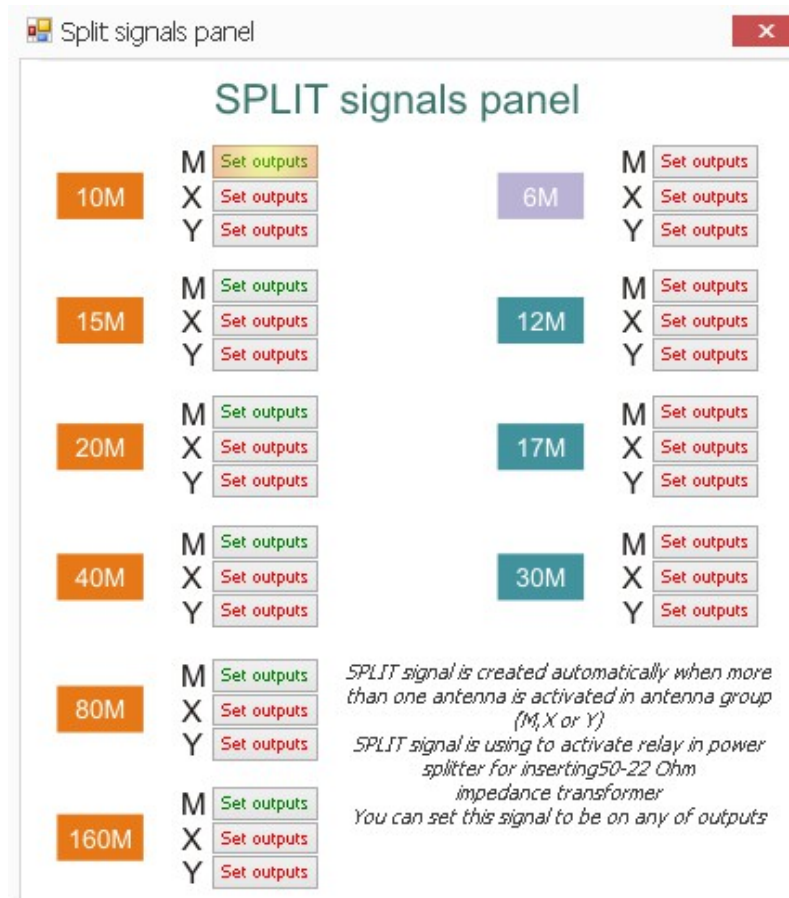 Split signals panel
SPLIT signals panel
10M
M Set outputs
X Set outputs
Y Set outputs
6M
M Set outputs
X Set outputs
Y Set outputs
15M
M Set outputs
X Set outputs
Y Set outputs
12M
M Set outputs
X Set outputs
Y Set outputs
20M
M Set outputs
X Set outputs
Y Set outputs
17M
M Set outputs
X Set outputs
Y Set outputs
40M
M Set outputs
X Set outputs
Y Set outputs
30M
M Set outputs
X Set outputs
Y Set outputs
80M
M Set outputs
X Set outputs
Y Set outputs
160M
M Set outputs
X Set outputs
Y Set outputs
SPLIT signal is created automatically when more
than one antenna is activated in antenna group
(M,X or Y)
SPLIT signal is using to activate relay in power
splitter for inserting50-22 Ohm
impedance transformer
You can set this signal to be on any of outputs